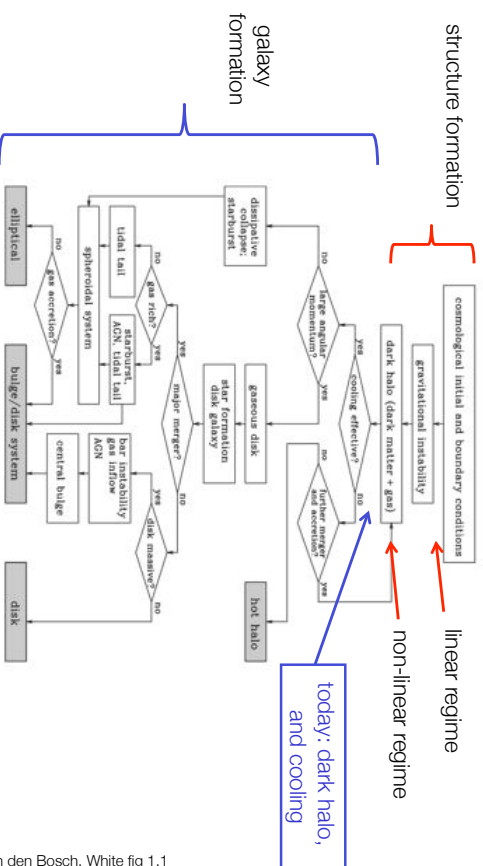 structure formation
cosmological initial and boundary conditions
linear regime
gravitational instability
non-linear regime
dark halo (dark matter + gas)
today: dark halo,
and cooling
galaxy
formation
cooling effective?
yes
no
large angular
momentum?
no
yes
further merger
and accretion?
no
yes
hot halo
dissipative
collapse;
starburst
gaseous disk
star formation
disk galaxy
major merger?
yes
no
gas rich?
no
yes
disk massive?
yes
no
tidal tail
starburst,
AGN, tidal tail
bar instability
gas inflow
AGN
spheroidal system
central bulge
gas accretion?
no
yes
elliptical
bulge/disk system
disk
n den Bosch, White fig 1.1